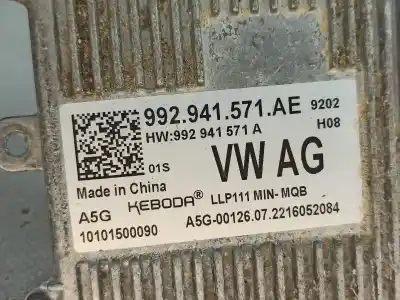 992.941.571.AE 9202
HW:992 941 571 A H08
01S VW AG
Made in China
A5G KEBODA® LLP111 MIN-MQB
10101500090 A5G-00126.07.2216052084